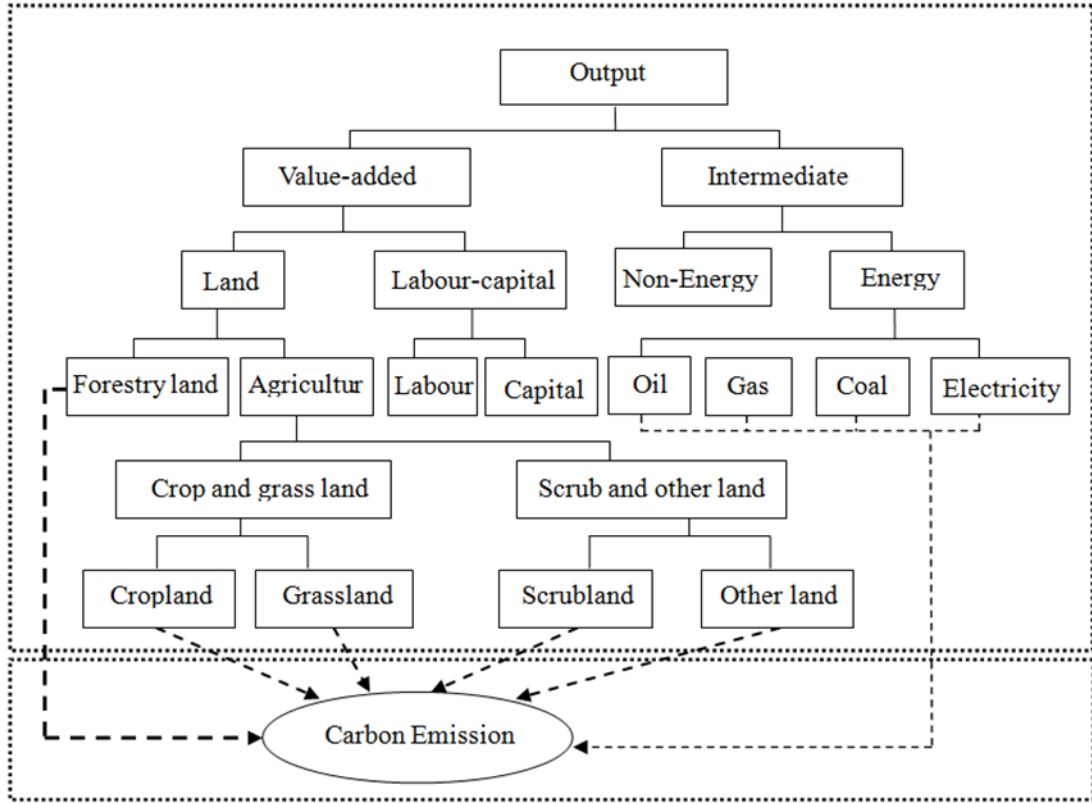 Output
Value-added
Intermediate
Land
Labour-capital
Non-Energy
Energy
Forestry land
Agricultur
Labour
Capital
Oil
Gas
Coal
Electricity
Crop and grass land
Scrub and other land
Cropland
Grassland
Scrubland
Other land
Carbon Emission